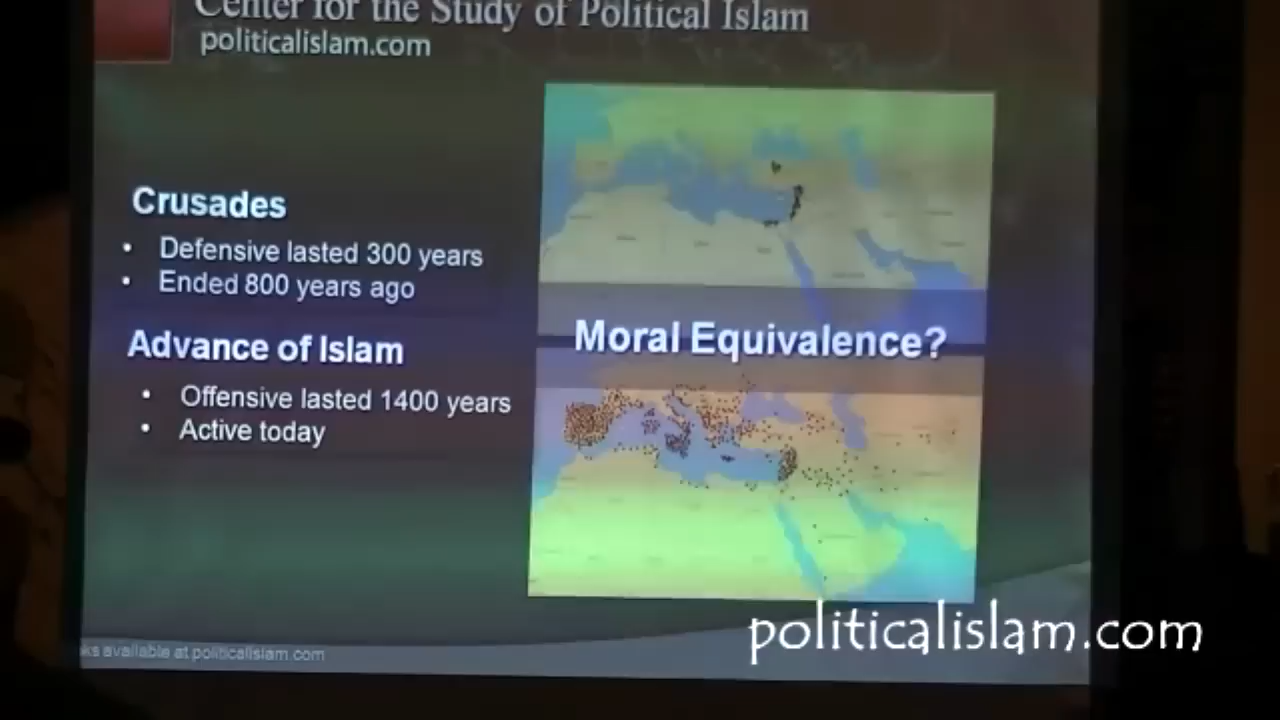 Center for the Study of Political Islam
politicalislam.com
Crusades
• Defensive lasted 300 years
• Ended 800 years ago
Advance of Islam
• Offensive lasted 1400 years
• Active today
Moral Equivalence?
politicalislam.com
ks available at politicalislam.com